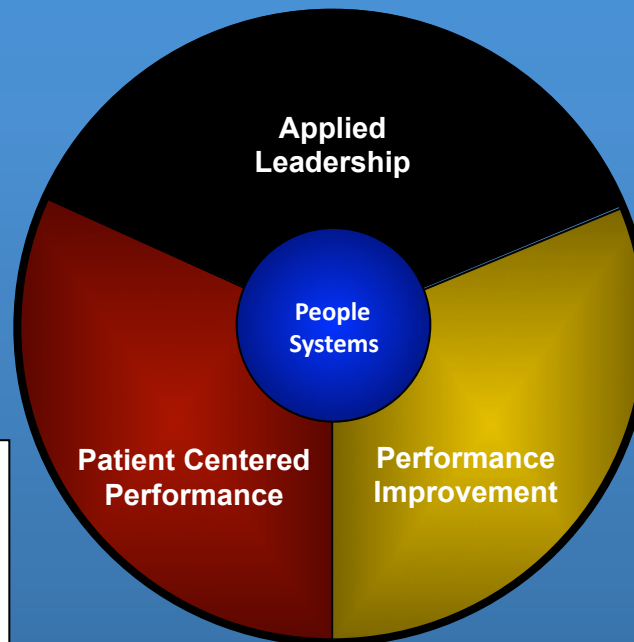 Applied
Leadership
People
Systems
Patient Centered
Performance
Performance
Improvement